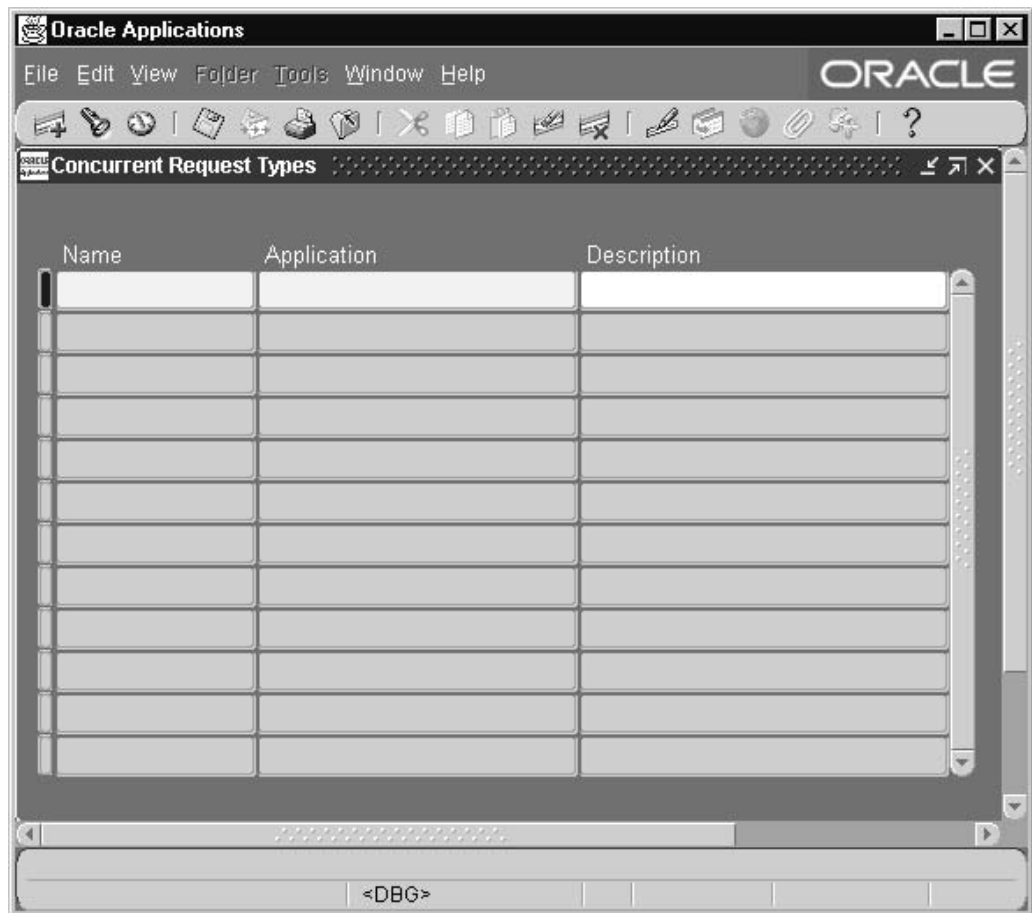 Oracle Applications
File Edit View Folder Tools Window Help
ORACLE
?
Concurrent Request Types
Name Application Description
<DBG>